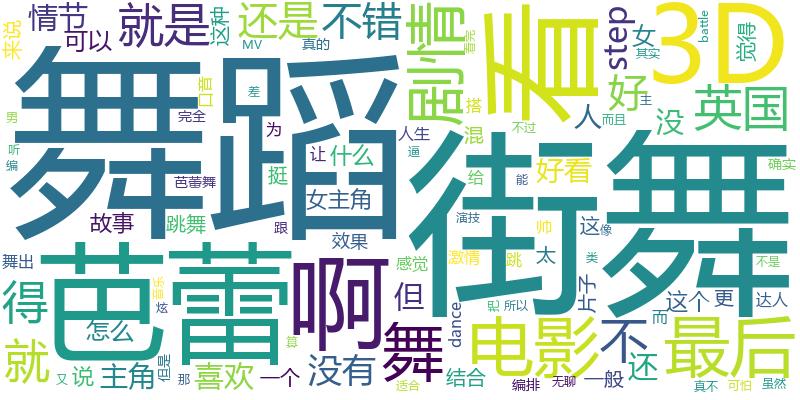 来说
情节
可以
就是
这种
MV
还是
真的
不错
剧情
看完
看
step
女
其实
3D
battle
觉得
舞蹈
口音
差
完全
为
男
听
编
芭蕾舞
故事
跳舞
挺
让
什么
女主角
效果
跟
人生
逼
搭
混
给
演技
不过
能
好看
帅
激情
跳
太
好
人
而且
没
主
英国
街舞
这
像
类
确实
不是
舞出
得
芭蕾
怎么
音乐
啊
感觉
但
舞
dance
所以
片子
这个
更
达人
而
电影
不
还
最后
就
又
说
主角
但是
那
喜欢
算
一个
没有
适合
结合
编排
无聊
一般
真不
可怕
虽然